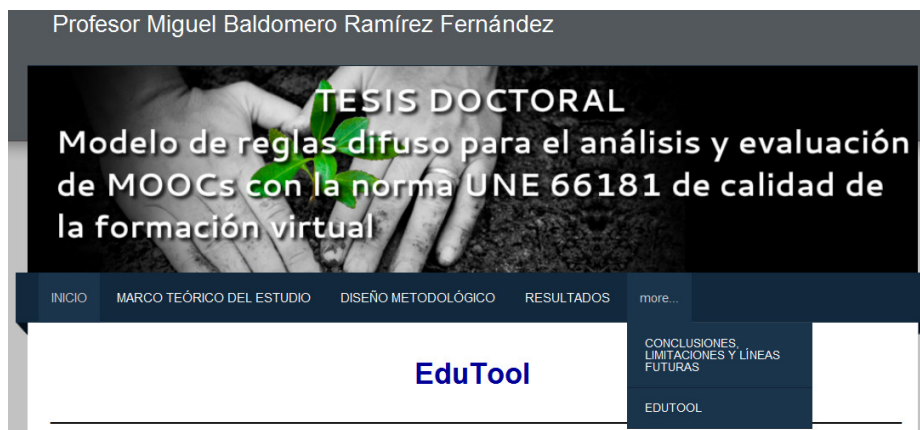 Profesor Miguel Baldomero Ramírez Fernández
TESIS DOCTORAL
Modelo de reglas difuso para el análisis y evaluación
de MOOCs con la norma UNE 66181 de calidad de
la formación virtual
INICIO MARCO TEÓRICO DEL ESTUDIO DISEÑO METODOLÓGICO RESULTADOS more...
CONCLUSIONES,
LIMITACIONES Y LÍNEAS
FUTURAS
EDUTOOL
EduTool